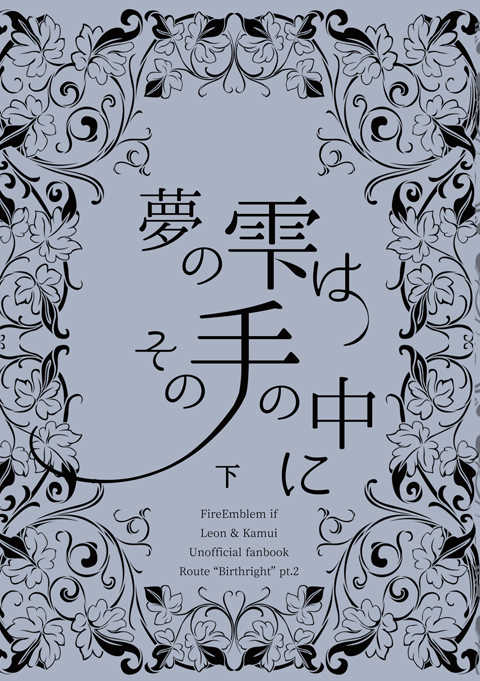 夢の雫は
その手の中に
下
FireEmblem if
Leon & Kamui
Unofficial fanbook
Route “Birthright” pt.2